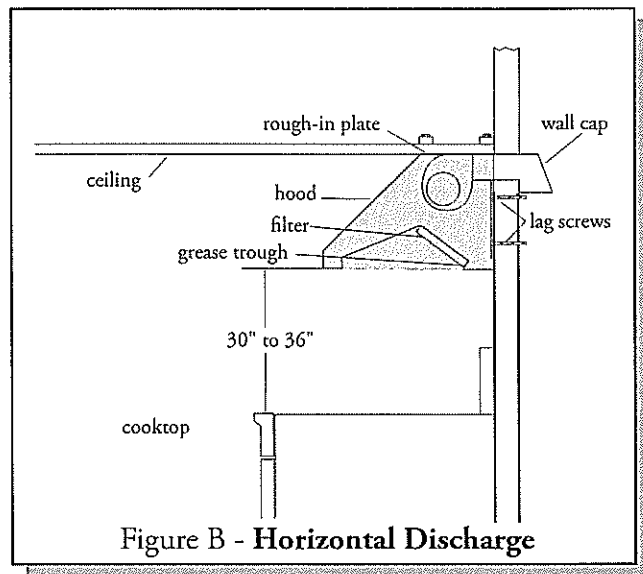 rough-in plate
wall cap
ceiling
hood
lag screws
filter
grease trough
30" to 36"
cooktop
Figure B - Horizontal Discharge